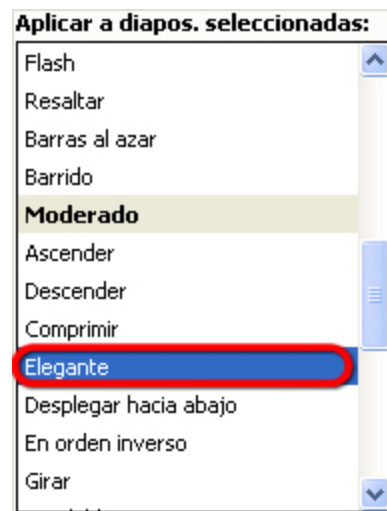 Aplicar a diapos. seleccionadas:
Flash
Resaltar
Barras al azar
Barrido
Moderado
Ascender
Descender
Comprimir
Elegante
Desplegar hacia abajo
En orden inverso
Girar